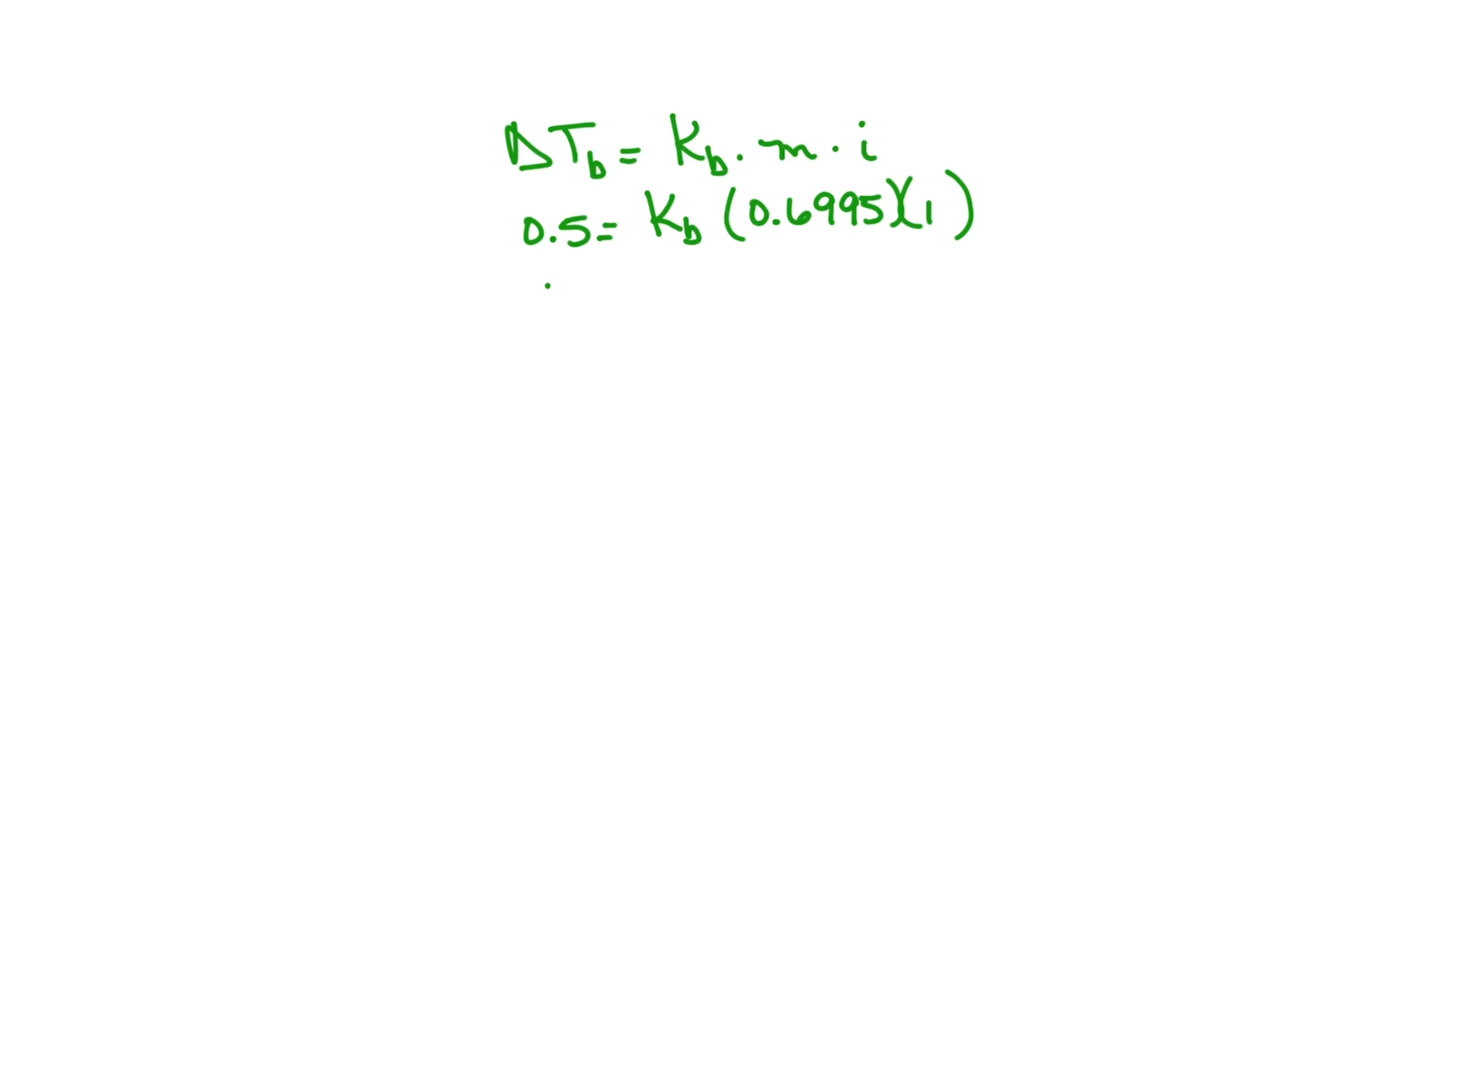 ΔT_b = K_b · m · i
0.5 = K_b (0.6995)(1)
.